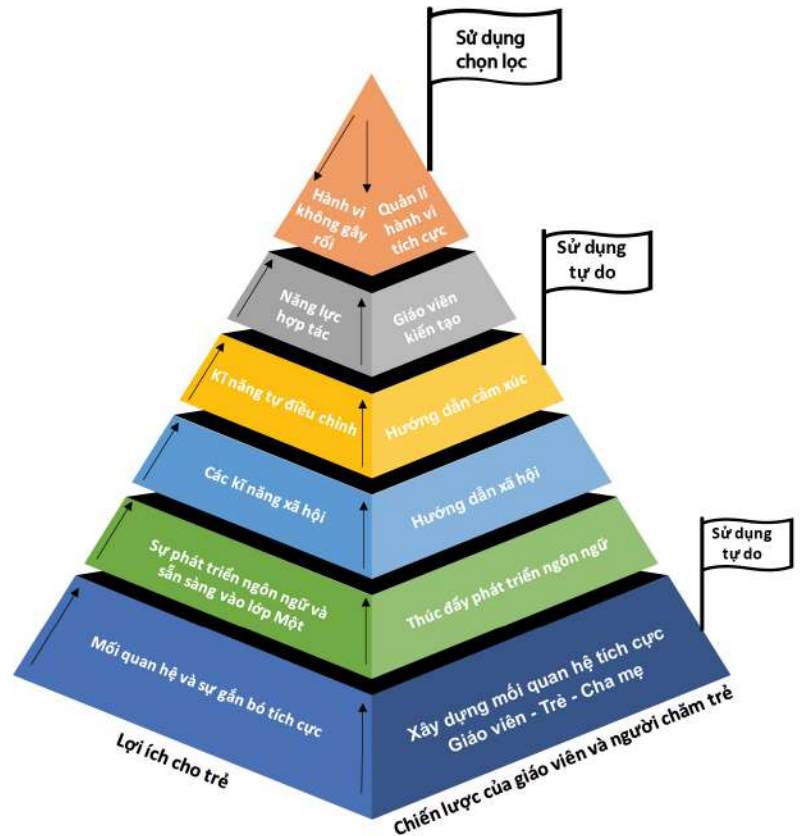 Sử dụng
chọn lọc
Hành vi
không gây
rối
Quản lí
hành vi
tích cực
Sử dụng
tự do
Năng lực
hợp tác
Giáo viên
kiến tạo
Kĩ năng tự điều chỉnh
Hướng dẫn cảm xúc
Các kĩ năng xã hội
Hướng dẫn xã hội
Sử dụng
tự do
Sự phát triển ngôn ngữ và
sẵn sàng vào lớp Một
Thúc đẩy phát triển ngôn ngữ
Mối quan hệ và sự gắn bó tích cực
Xây dựng mối quan hệ tích cực
Giáo viên - Trẻ - Cha mẹ
Lợi ích cho trẻ
Chiến lược của giáo viên và người chăm trẻ